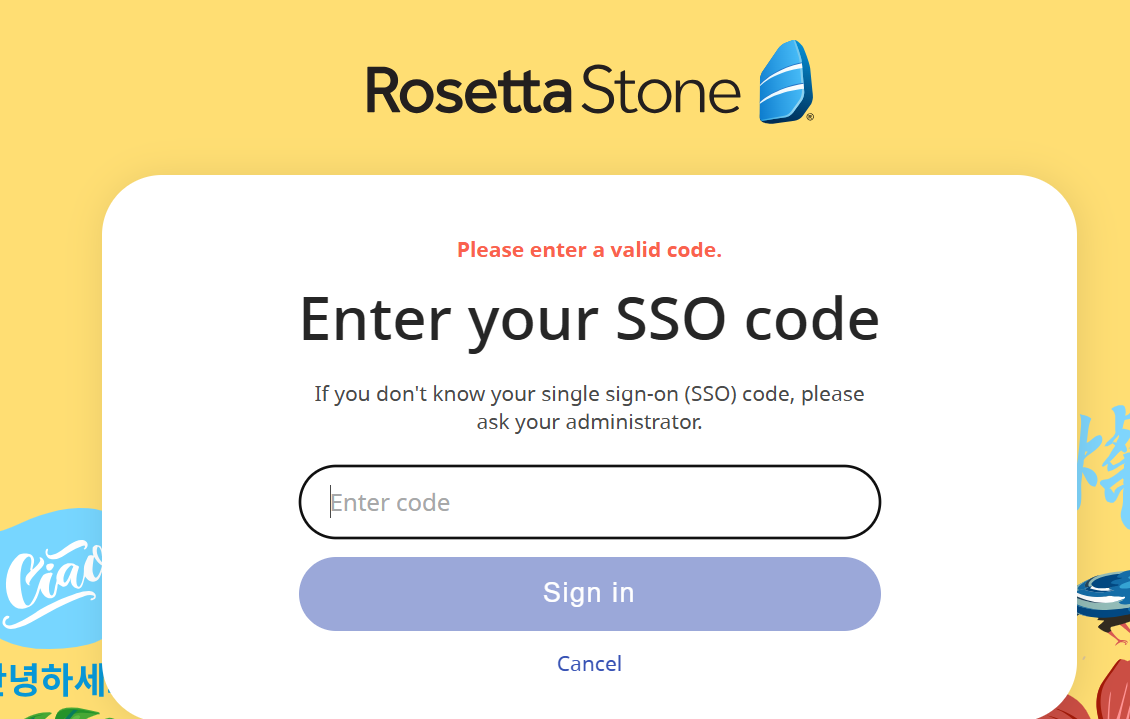 Rosetta Stone ®
Please enter a valid code.
Enter your SSO code
If you don't know your single sign-on (SSO) code, please
ask your administrator.
Enter code
Sign in
Cancel
Ciao
안녕하세